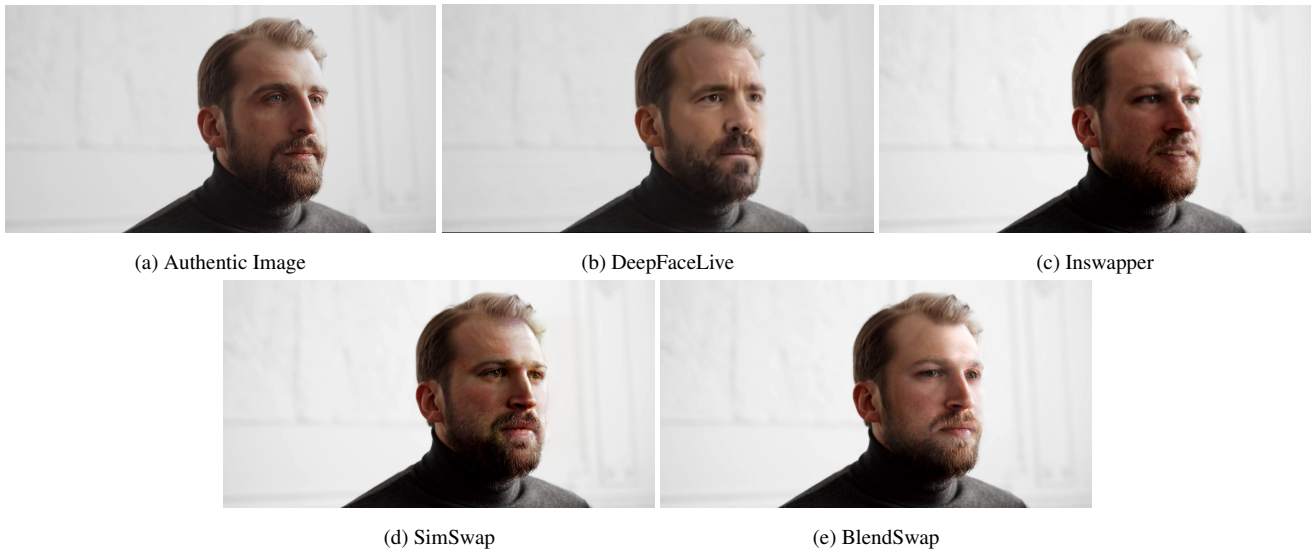 (a) Authentic Image
(b) DeepFaceLive
(c) Inswapper
(d) SimSwap
(e) BlendSwap